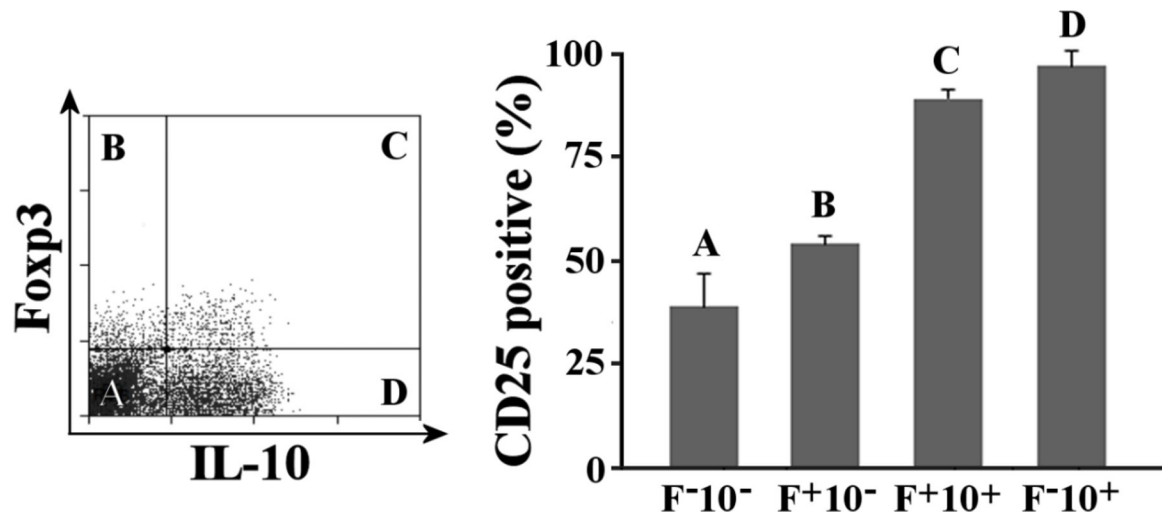 B
C
Foxp3
A
D
IL-10
CD25 positive (%)
100
75
50
25
0
A
B
C
D
F-10-
F+10-
F+10+
F-10+